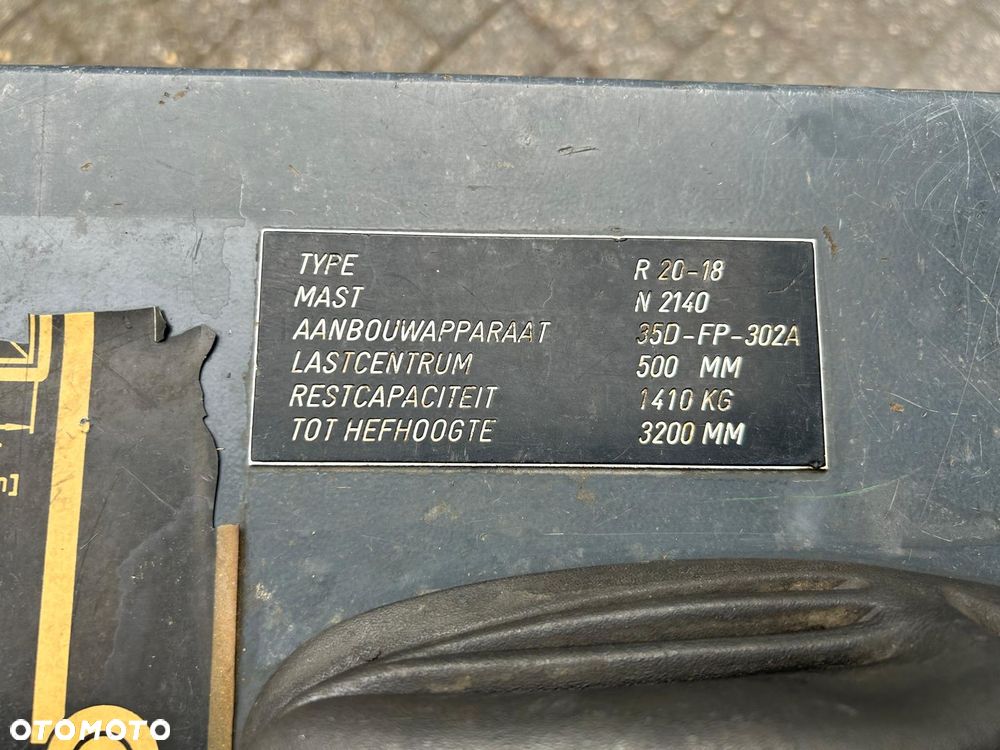 TYPE R 20-18
MAST N 2140
AANBOUWAPPARAAT 35D-FP-302A
LASTCENTRUM 500 MM
RESTCAPACITEIT 1410 KG
TOT HEFHOOGTE 3200 MM
OTOMOTO